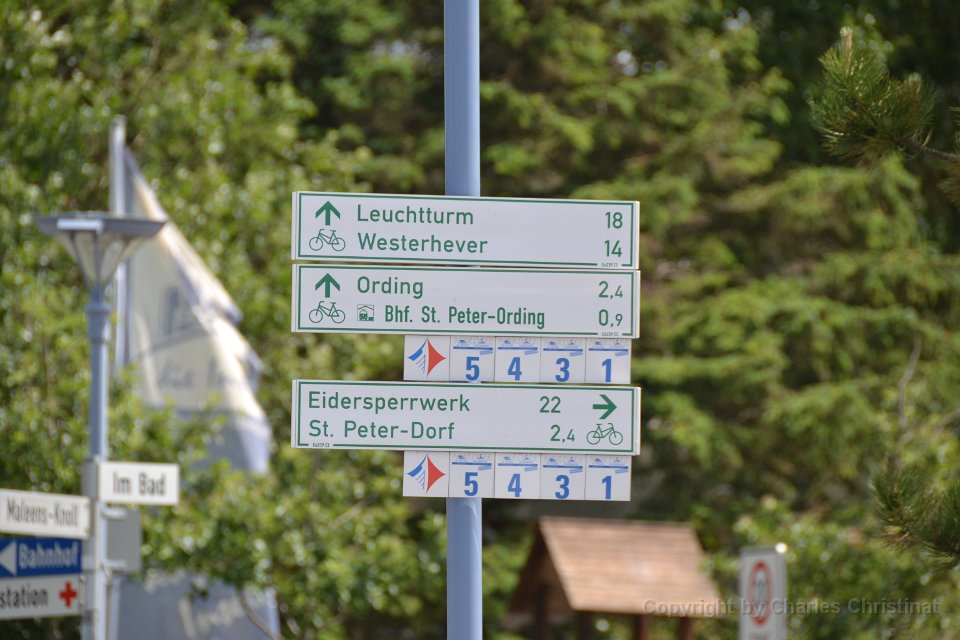 Leuchtturm 18
Westerhever 14
Ording 2,4
Bhf. St. Peter-Ording 0,9
5 4 3 1
Eidersperrwerk 22
St. Peter-Dorf 2,4
5 4 3 1
Im Bad
Maleens-Knoll
Bahnhof
station
Copyright by Charles Christinat